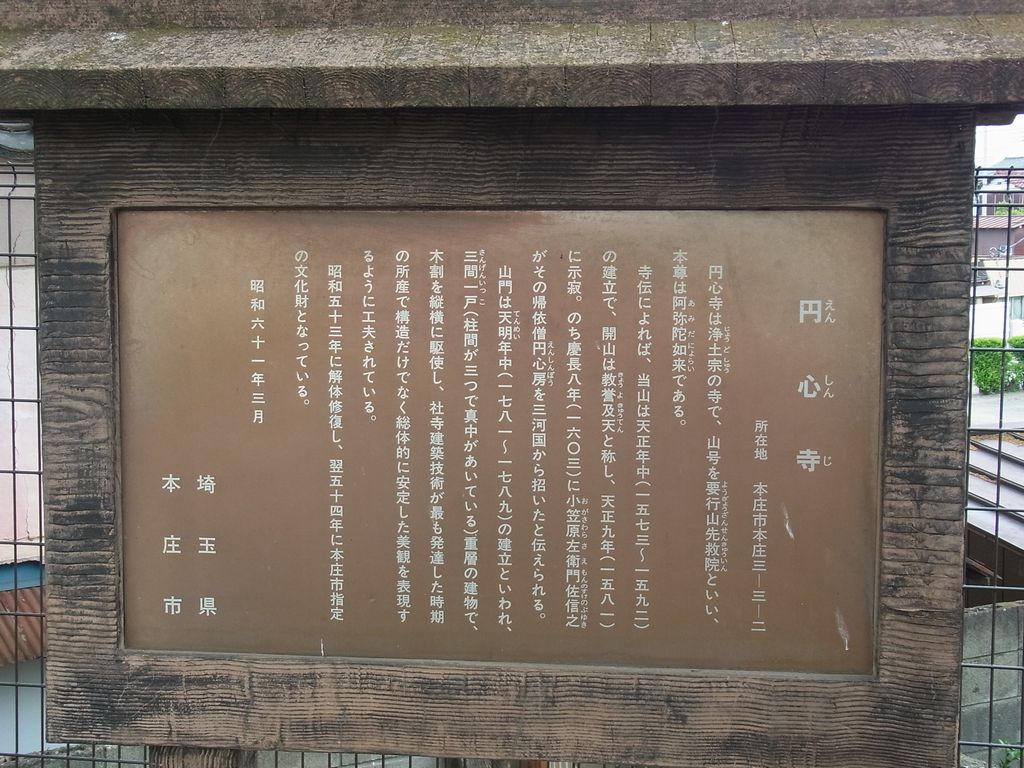 円心寺
所在地 本庄市本庄三―三―二
円心寺は浄土宗の寺で、山号を要行山先救院といい、
本尊は阿弥陀如来である。
寺伝によれば、当山は天正年中(一五七三~一五九二)
の建立で、開山は教誉及天と称し、天正九年(一五八一)
に示寂。のち慶長八年(一六〇三)に小笠原左衛門佐信之
がその帰依僧円心房を三河国から招いたと伝えられる。
山門は天明年中(一七八一~一七八九)の建立といわれ、
三間一戸(柱間が三つで真中があいている)重層の建物で、
木割を縦横に駆使し、社寺建築技術が最も発達した時期
の所産で構造だけでなく総体的に安定した美観を表現す
るように工夫されている。
昭和五十三年に解体修復し、翌五十四年に本庄市指定
の文化財となっている。
昭和六十一年三月
埼玉県
本庄市